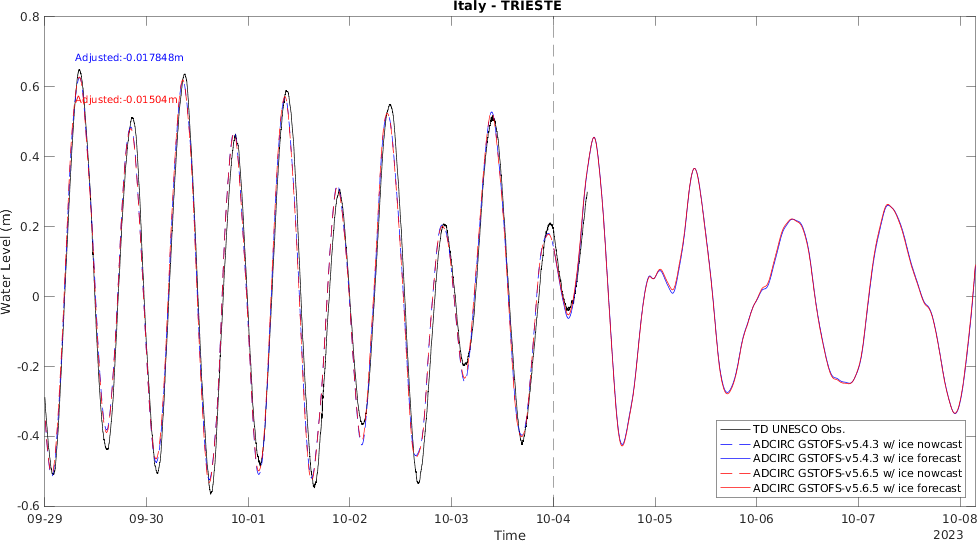 Italy - TRIESTE
0.8
0.6
0.4
0.2
0
-0.2
-0.4
-0.6
Water Level (m)
Adjusted:-0.017848m
Adjusted:-0.01504m
TD UNESCO Obs.
ADCIRC GSTOFS-v5.4.3 w/ ice nowcast
ADCIRC GSTOFS-v5.4.3 w/ ice forecast
ADCIRC GSTOFS-v5.6.5 w/ ice nowcast
ADCIRC GSTOFS-v5.6.5 w/ ice forecast
09-29 09-30 10-01 10-02 10-03 10-04 10-05 10-06 10-07 10-08
Time
2023